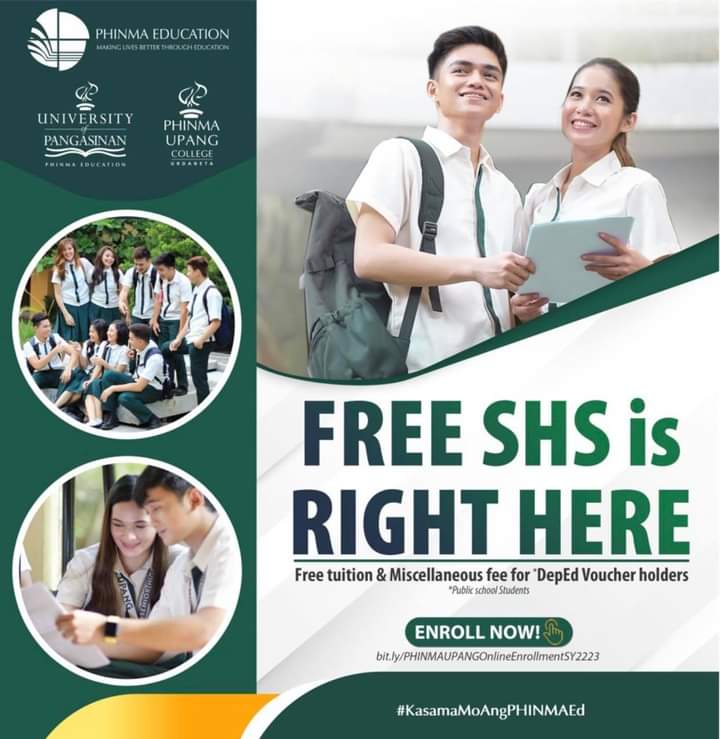 PHINMA EDUCATION
MAKING LIVES BETTER THROUGH EDUCATION
UNIVERSITY
of
PANGASINAN
PHINMA EDUCATION
PHINMA
UPANG
COLLEGE
URDANETA
FREE SHS is
RIGHT HERE
Free tuition & Miscellaneous fee for *DepEd Voucher holders
*Public school Students
ENROLL NOW!
bit.ly/PHINMAUPANGOnlineEnrollmentSY2223
#KasamaMoAngPHINMAEd